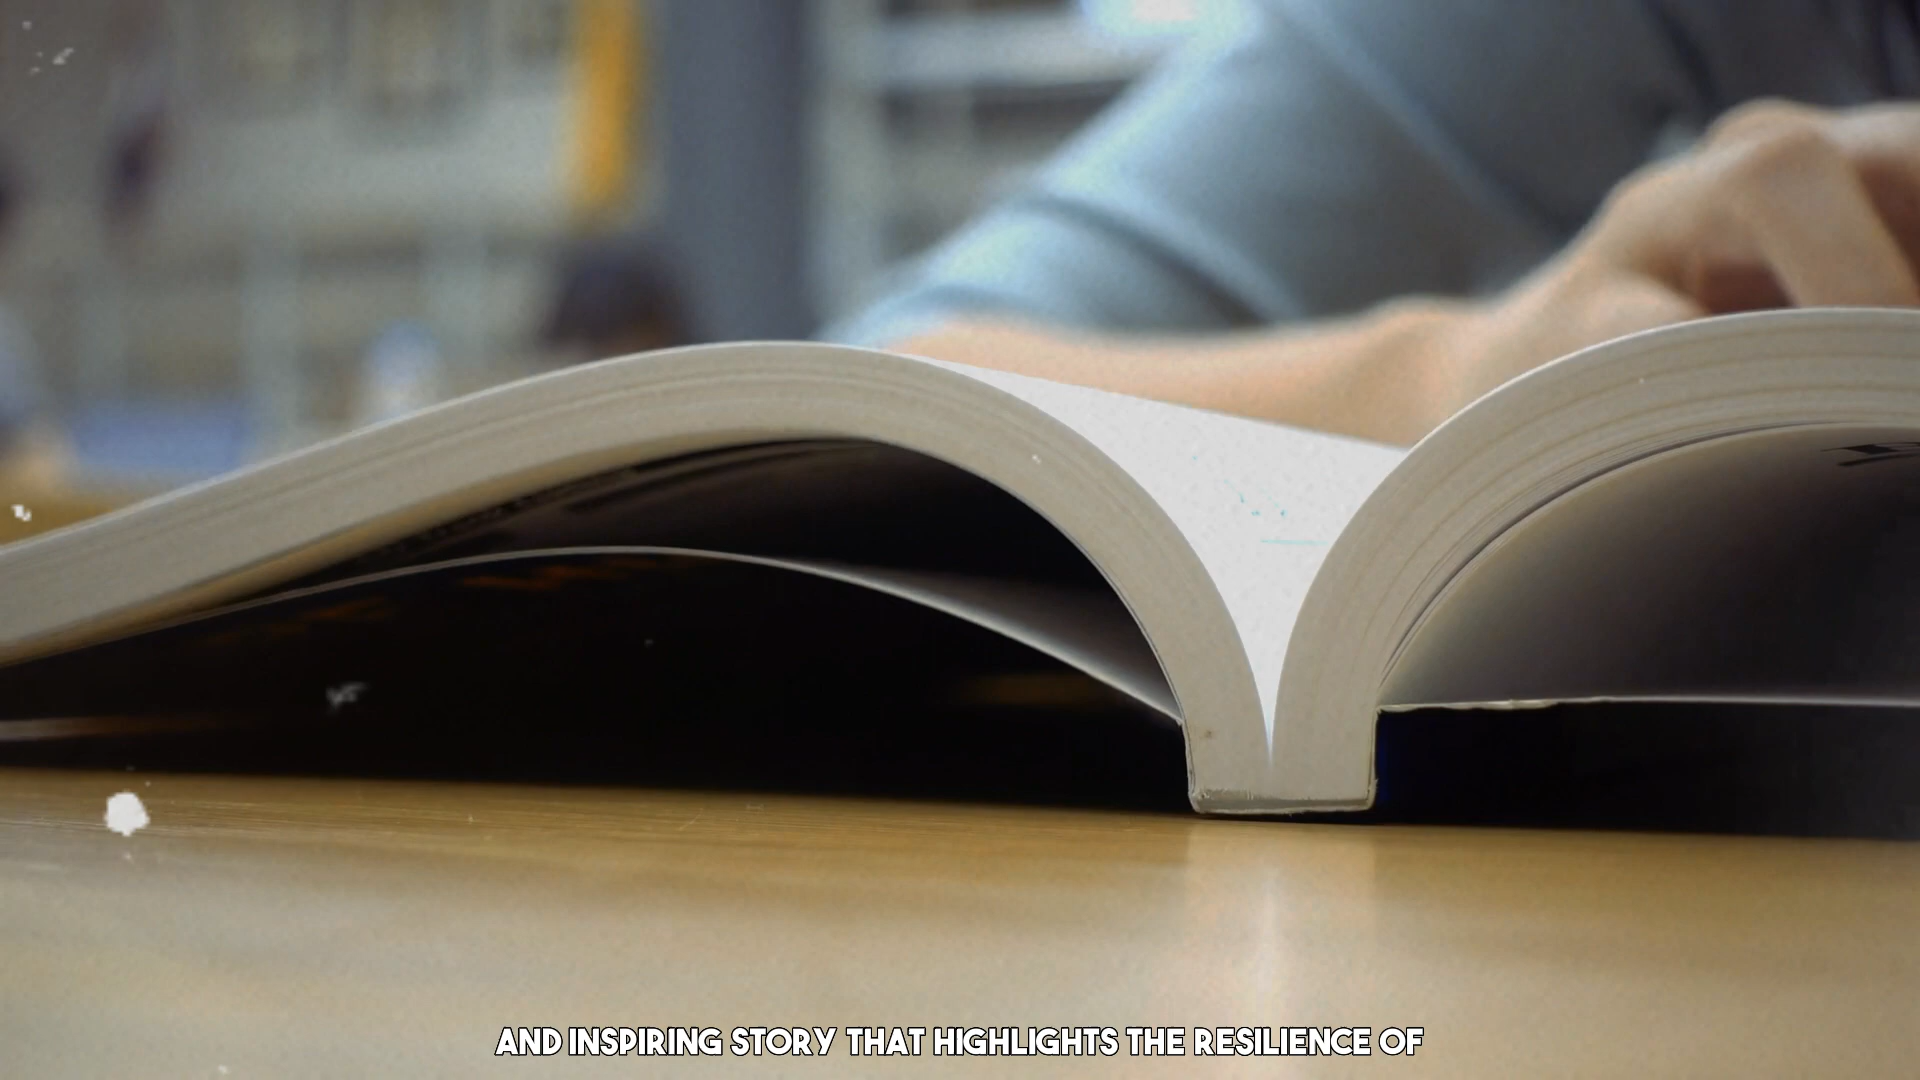 AND INSPIRING STORY THAT HIGHLIGHTS THE RESILIENCE OF